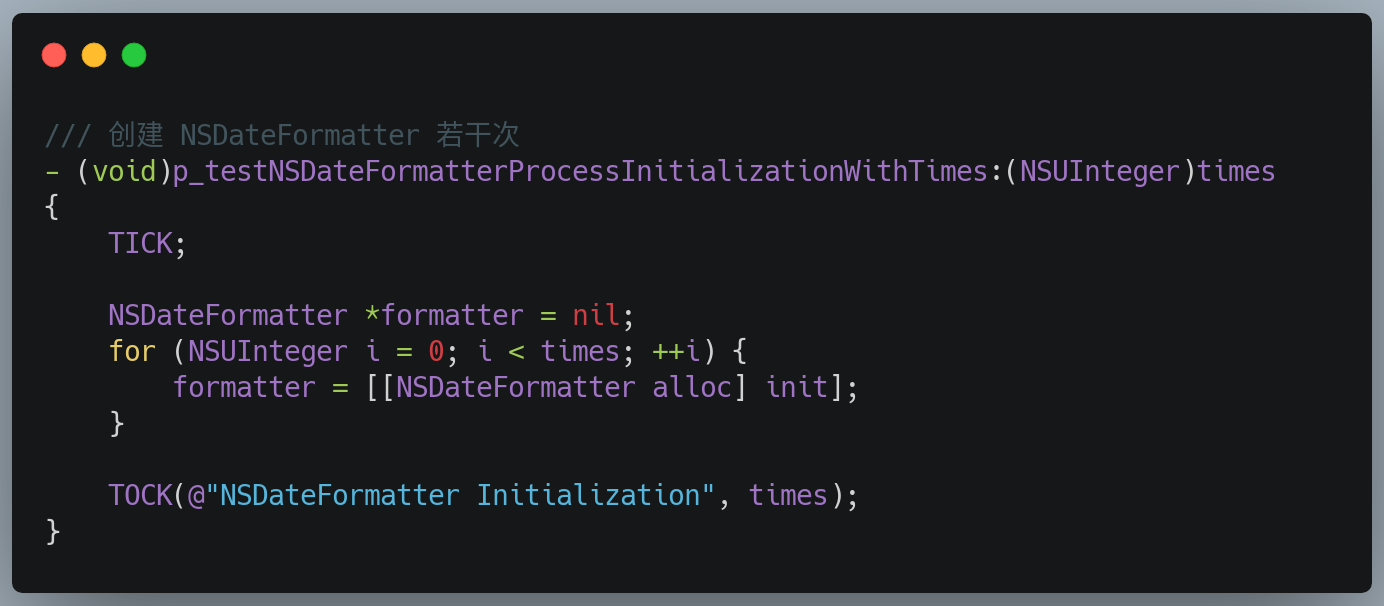 /// 创建 NSDateFormatter 若干次
- (void)p_testNSDateFormatterProcessInitializationWithTimes:(NSUInteger)times
{
    TICK;

    NSDateFormatter *formatter = nil;
    for (NSUInteger i = 0; i < times; ++i) {
        formatter = [[NSDateFormatter alloc] init];
    }

    TOCK(@"NSDateFormatter Initialization", times);
}